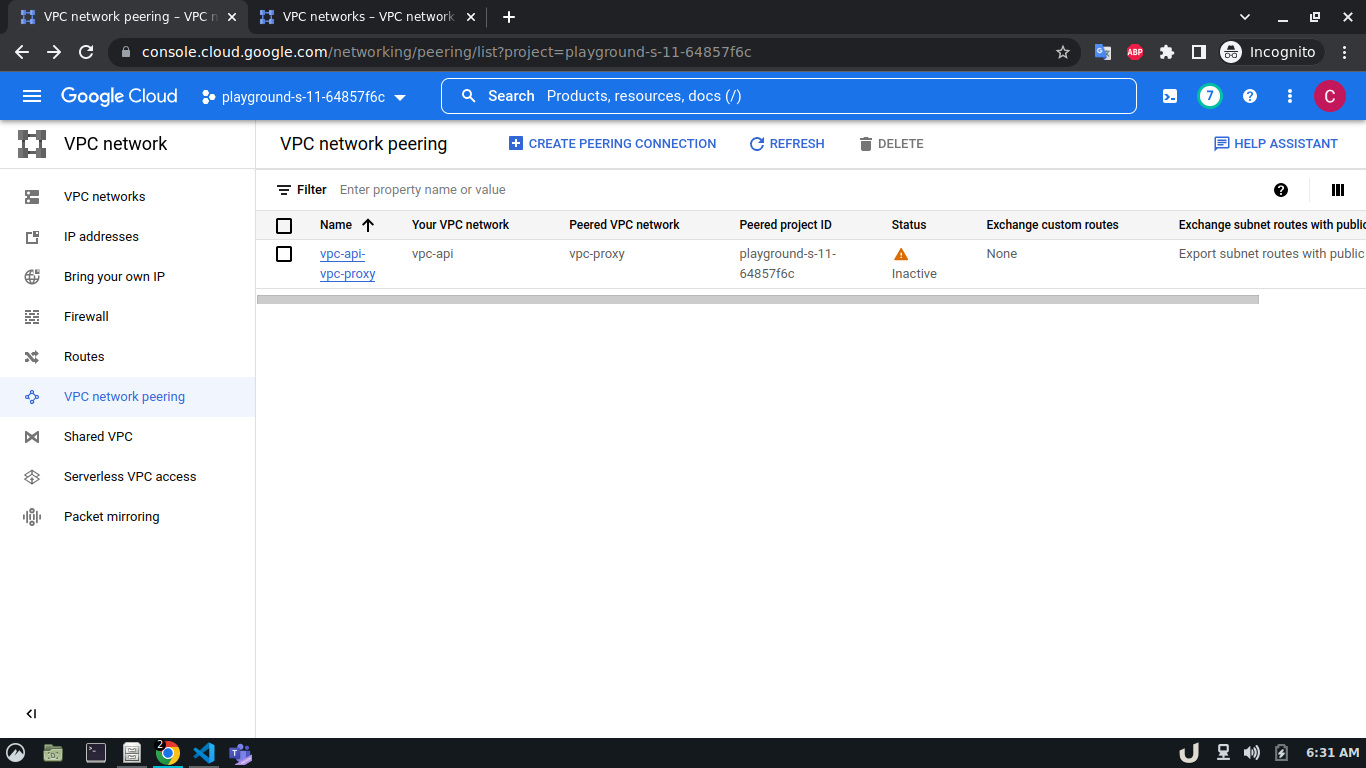 VPC network peering – VPC n
VPC networks – VPC network
console.cloud.google.com/networking/peering/list?project=playground-s-11-64857f6c
ABP
Incognito
Google Cloud
playground-s-11-64857f6c
Search Products, resources, docs (/)
7
C
VPC network
VPC network peering
CREATE PEERING CONNECTION
REFRESH
DELETE
HELP ASSISTANT
VPC networks
IP addresses
Bring your own IP
Firewall
Routes
VPC network peering
Shared VPC
Serverless VPC access
Packet mirroring
Filter Enter property name or value
Name Your VPC network Peered VPC network Peered project ID Status Exchange custom routes Exchange subnet routes with public
vpc-api- vpc-api vpc-proxy playground-s-11- None Export subnet routes with public
vpc-proxy 64857f6c Inactive
2
6:31 AM